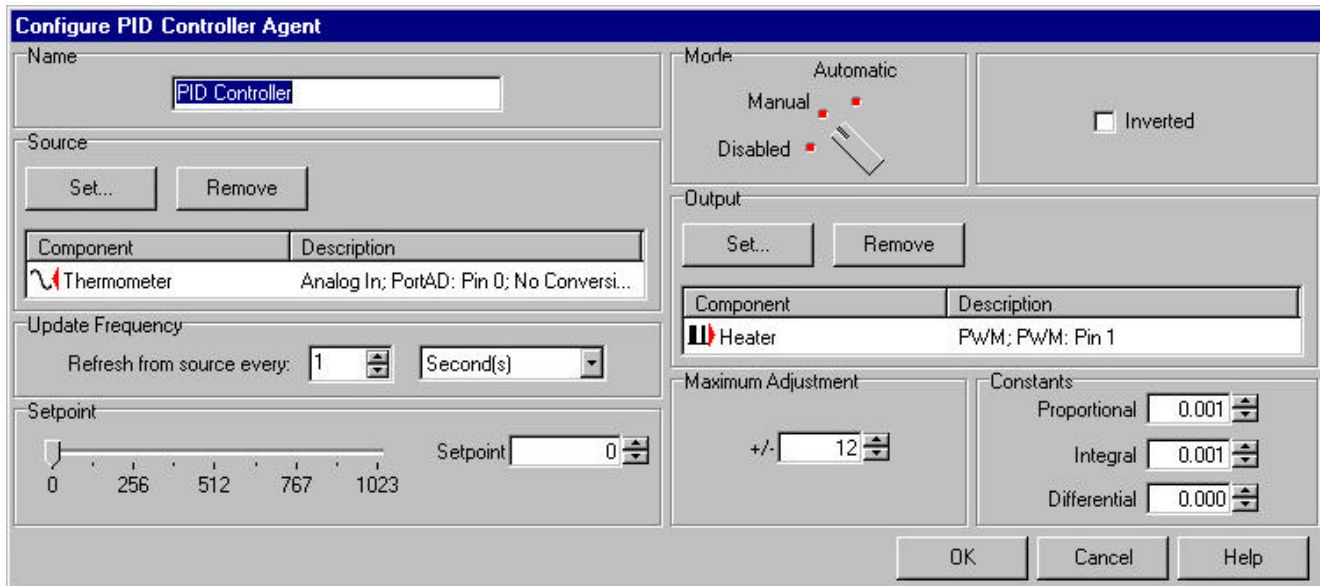 Configure PID Controller Agent
Name
PID Controller
Source
Set...
Remove
Component Description
Thermometer Analog In; PortAD: Pin 0; No Conversi...
Update Frequency
Refresh from source every: 1 Second(s)
Setpoint
Setpoint 0
0 256 512 767 1023
Mode
Automatic
Manual
Disabled
Inverted
Output
Set...
Remove
Component Description
Heater PWM; PWM: Pin 1
Maximum Adjustment
+/- 12
Constants
Proportional 0.001
Integral 0.001
Differential 0.000
OK
Cancel
Help